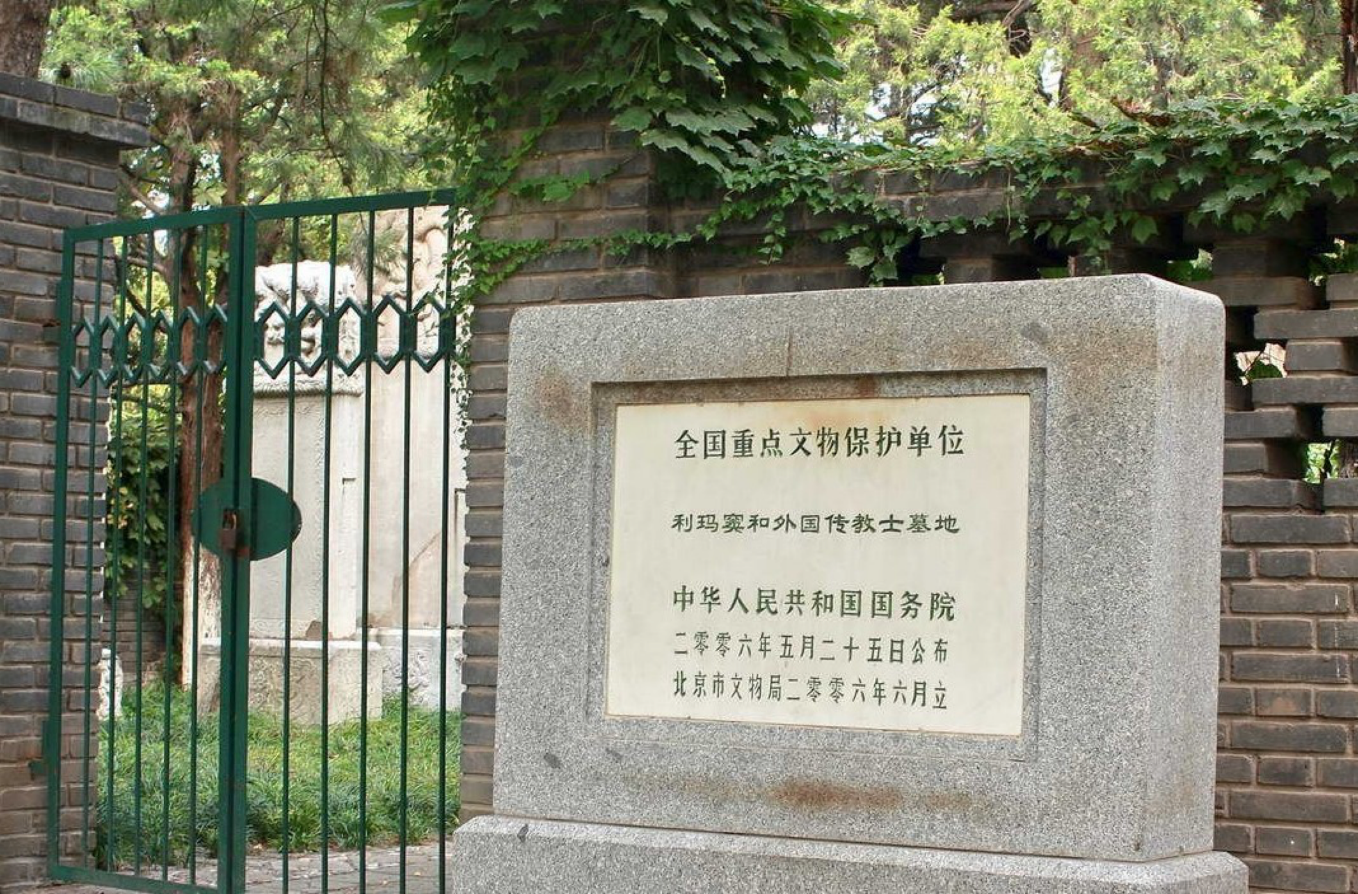 全国重点文物保护单位
利玛窦和外国传教士墓地
中华人民共和国国务院
二零零六年五月二十五日公布
北京市文物局二零零六年六月立